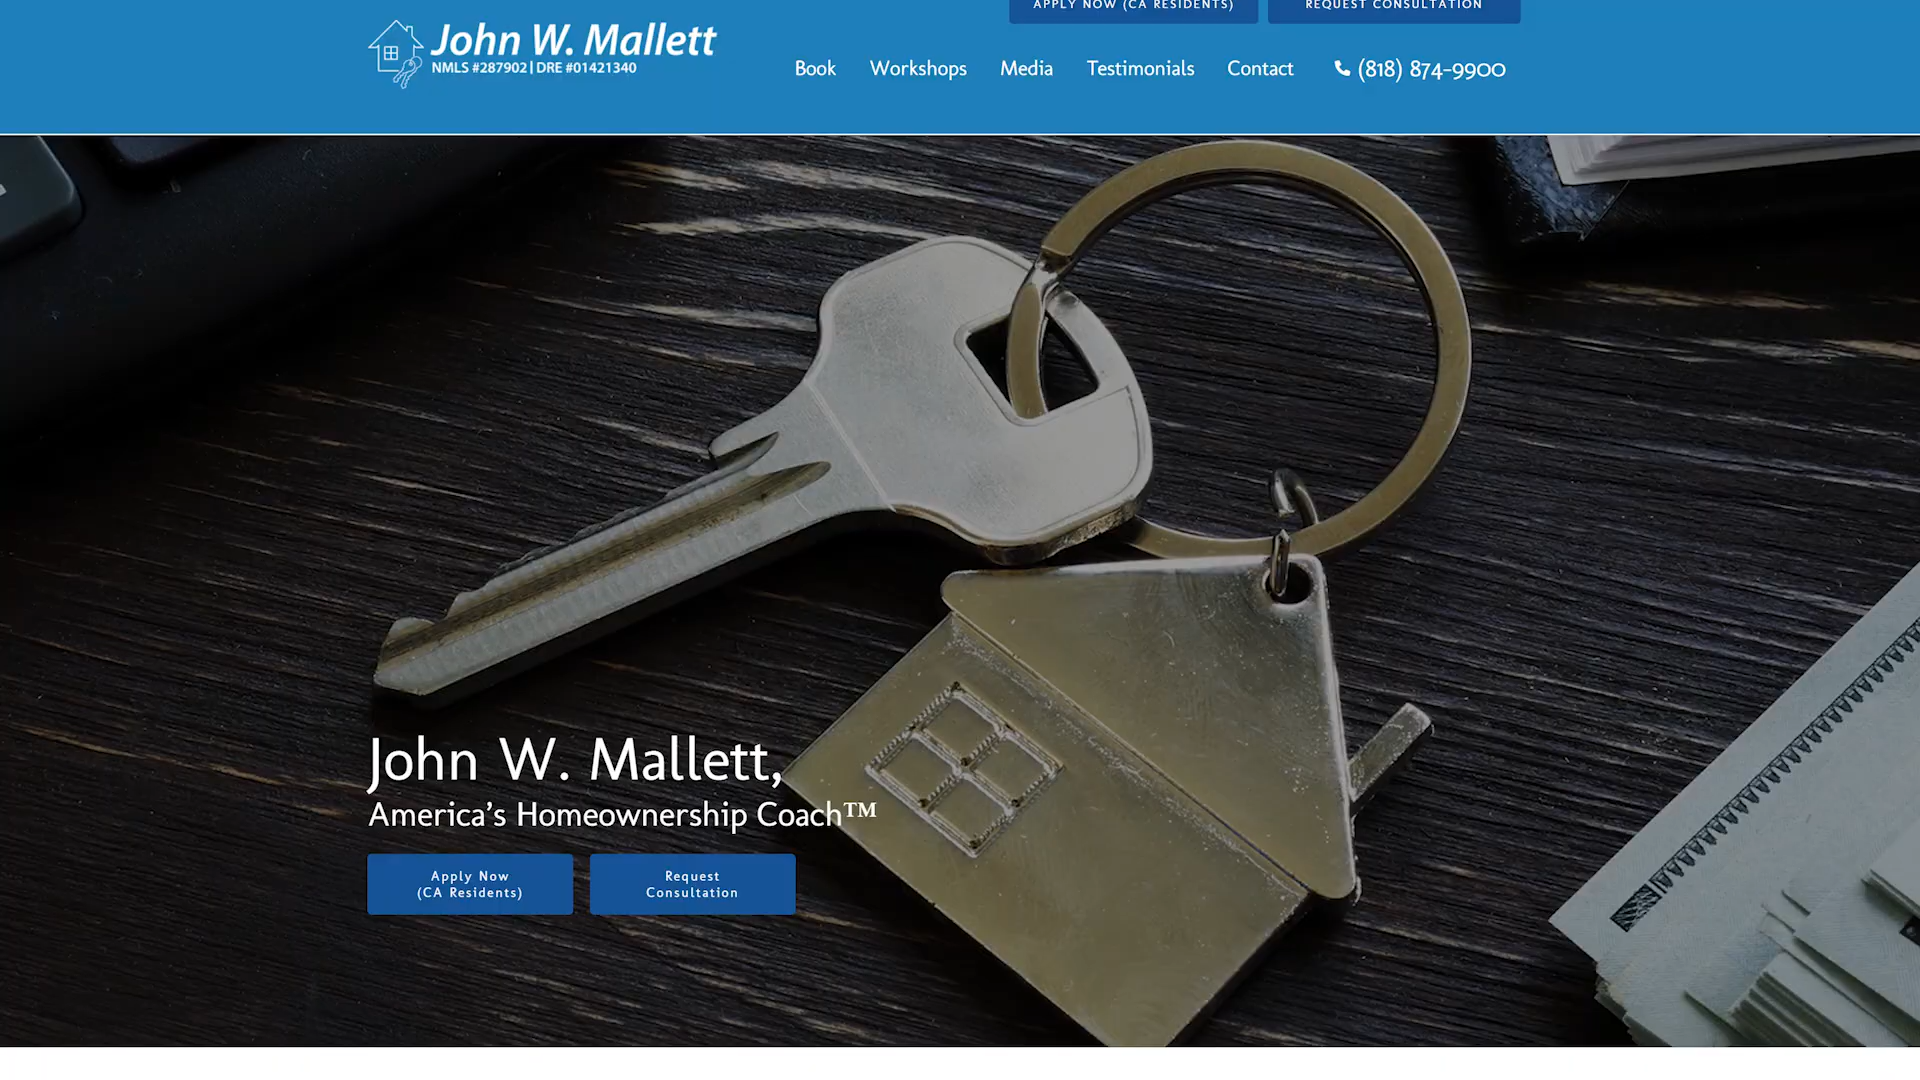 APPLY NOW (CA RESIDENTS)
REQUEST CONSULTATION
John W. Mallett
NMLS #287902 | DRE #01421340
Book
Workshops
Media
Testimonials
Contact
(818) 874-9900
John W. Mallett,
America’s Homeownership Coach™
Apply Now
(CA Residents)
Request
Consultation